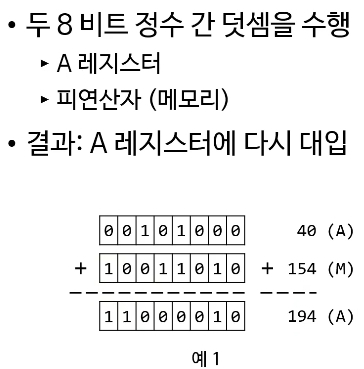 • 두 8 비트 정수 간 덧셈을 수행
▸ A 레지스터
▸ 피연산자 (메모리)
• 결과: A 레지스터에 다시 대입
0 0 1 0 1 0 0 0 40 (A)
+ 1 0 0 1 1 0 1 0 + 154 (M)
1 1 0 0 0 0 1 0 194 (A)
예 1